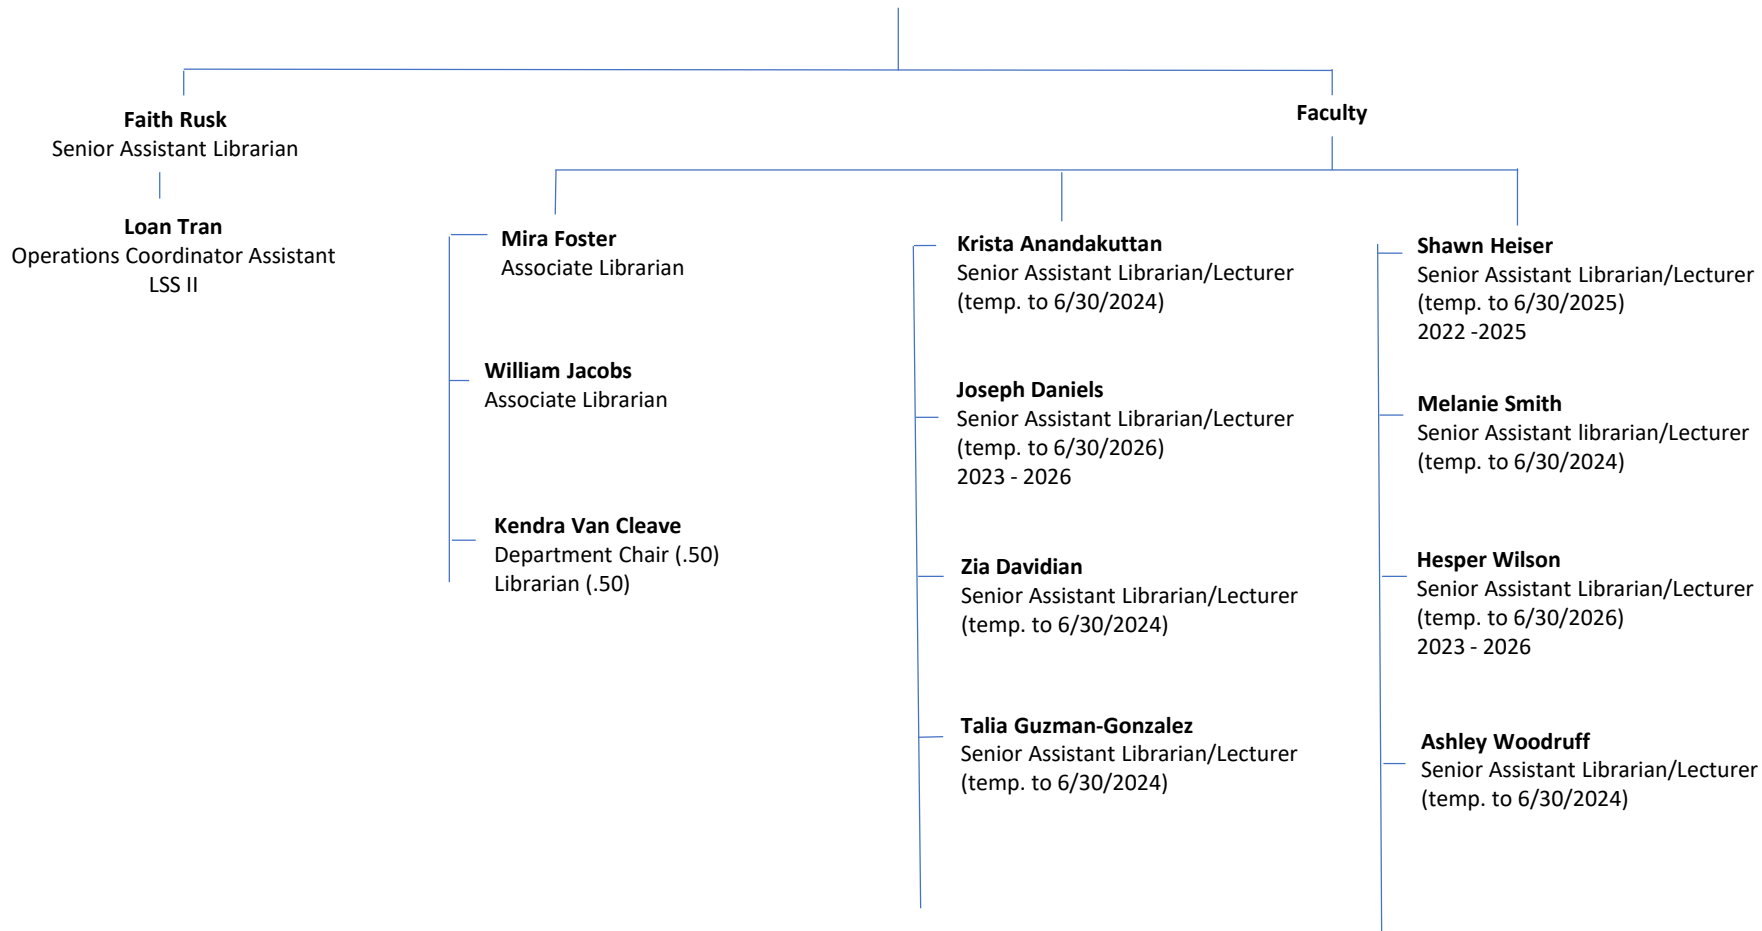 Faith Rusk
Senior Assistant Librarian
Loan Tran
Operations Coordinator Assistant
LSS II
Faculty
Mira Foster
Associate Librarian
William Jacobs
Associate Librarian
Kendra Van Cleave
Department Chair (.50)
Librarian (.50)
Krista Anandakuttan
Senior Assistant Librarian/Lecturer
(temp. to 6/30/2024)
Joseph Daniels
Senior Assistant Librarian/Lecturer
(temp. to 6/30/2026)
2023 - 2026
Zia Davidian
Senior Assistant Librarian/Lecturer
(temp. to 6/30/2024)
Talia Guzman-Gonzalez
Senior Assistant Librarian/Lecturer
(temp. to 6/30/2024)
Shawn Heiser
Senior Assistant Librarian/Lecturer
(temp. to 6/30/2025)
2022 -2025
Melanie Smith
Senior Assistant librarian/Lecturer
(temp. to 6/30/2024)
Hesper Wilson
Senior Assistant Librarian/Lecturer
(temp. to 6/30/2026)
2023 - 2026
Ashley Woodruff
Senior Assistant Librarian/Lecturer
(temp. to 6/30/2024)